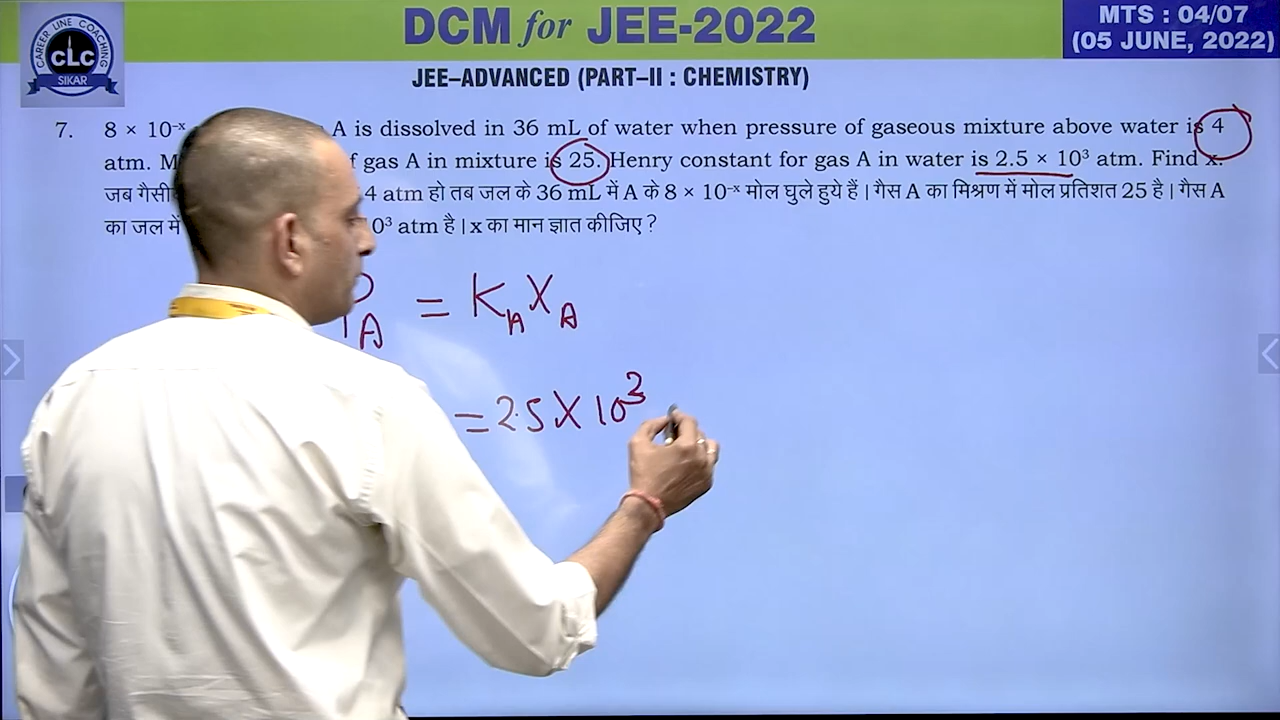 DCM for JEE-2022
MTS : 04/07
(05 JUNE, 2022)
CAREER LINE COACHING
CLC
SIKAR
JEE–ADVANCED (PART–II : CHEMISTRY)
7. 8 × 10⁻ˣ A is dissolved in 36 mL of water when pressure of gaseous mixture above water is 4
atm. M f gas A in mixture is 25. Henry constant for gas A in water is 2.5 × 10³ atm. Find x.
जब गैसी 4 atm हो तब जल के 36 mL में A के 8 × 10⁻ˣ मोल घुले हुये हैं। गैस A का मिश्रण में मोल प्रतिशत 25 है। गैस A
का जल में 0³ atm है। x का मान ज्ञात कीजिए ?
P_A = K_H X_A
= 2.5 X 10³